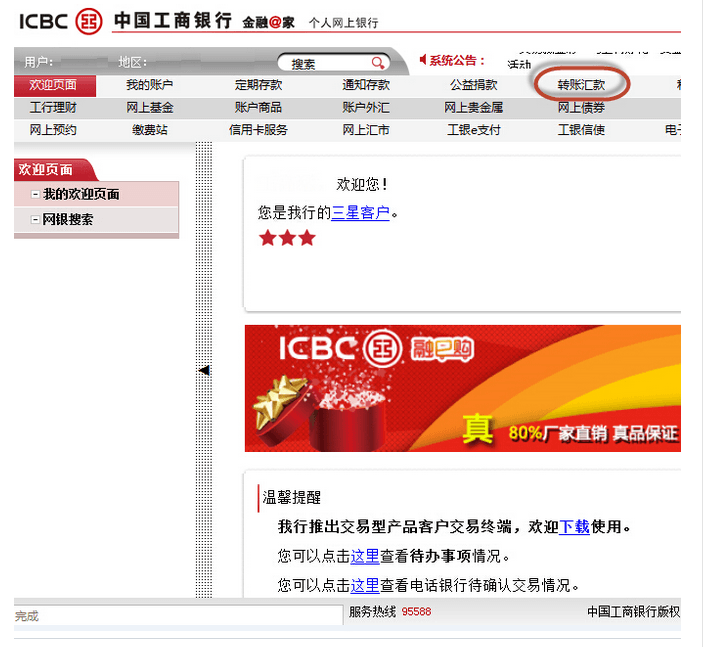 ICBC 中国工商银行 金融@家 个人网上银行
用户： 地区： 搜索 系统公告：
活动
欢迎页面 我的账户 定期存款 通知存款 公益捐款 转账汇款
工行理财 网上基金 账户商品 账户外汇 网上贵金属 网上债券
网上预约 缴费站 信用卡服务 网上汇市 工银e支付 工银信使 电子
欢迎页面
我的欢迎页面
网银搜索
欢迎您！
您是我行的三星客户。
ICBC 融e购
真 80%厂家直销 真品保证
温馨提醒
我行推出交易型产品客户交易终端，欢迎下载使用。
您可以点击这里查看待办事项情况。
您可以点击这里查看电话银行待确认交易情况。
完成 服务热线 95588 中国工商银行版权